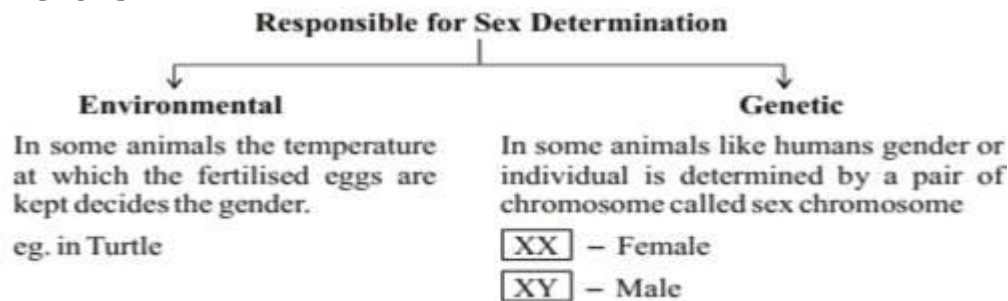 Responsible for Sex Determination
Environmental
In some animals the temperature
at which the fertilised eggs are
kept decides the gender.
eg. in Turtle
Genetic
In some animals like humans gender or
individual is determined by a pair of
chromosome called sex chromosome
XX – Female
XY – Male